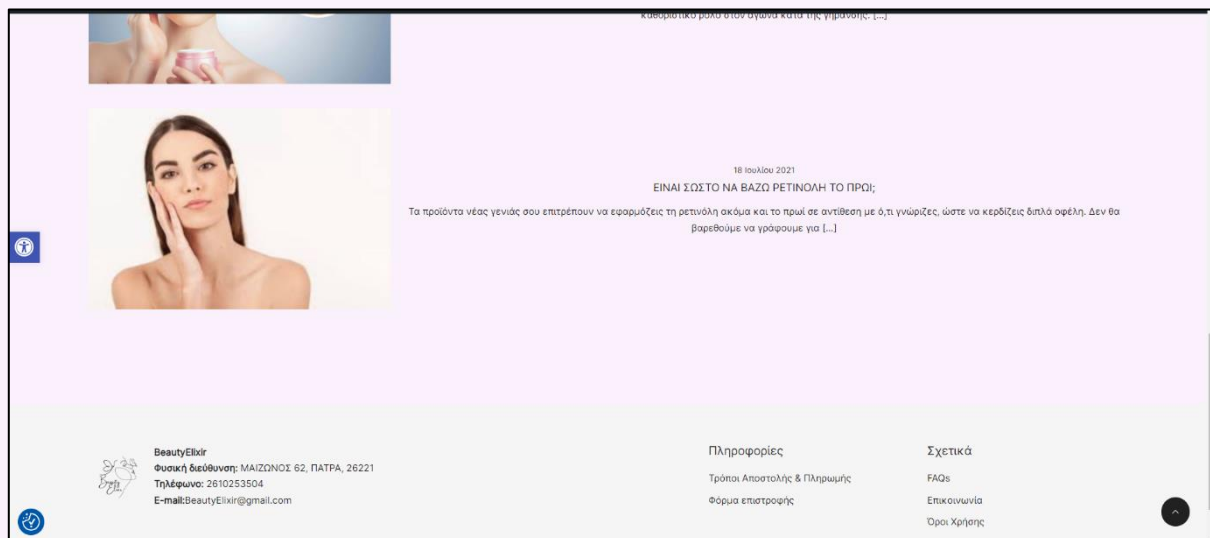 καθοριστικό ρόλο στον αγώνα κατά της γήρανσης. [...]
18 Ιουλίου 2021
ΕΙΝΑΙ ΣΩΣΤΟ ΝΑ ΒΑΖΩ ΡΕΤΙΝΟΛΗ ΤΟ ΠΡΩΙ;
Τα προϊόντα νέας γενιάς σου επιτρέπουν να εφαρμόζεις τη ρετινόλη ακόμα και το πρωί σε αντίθεση με ό,τι γνώριζες, ώστε να κερδίζεις διπλά οφέλη. Δεν θα
βαρεθούμε να γράφουμε για [...]
BeautyElixir
Φυσική διεύθυνση: ΜΑΙΖΩΝΟΣ 62, ΠΑΤΡΑ, 26221
Τηλέφωνο: 2610253504
E-mail:BeautyElixir@gmail.com
Πληροφορίες
Τρόποι Αποστολής & Πληρωμής
Φόρμα επιστροφής
Σχετικά
FAQs
Επικοινωνία
Όροι Χρήσης